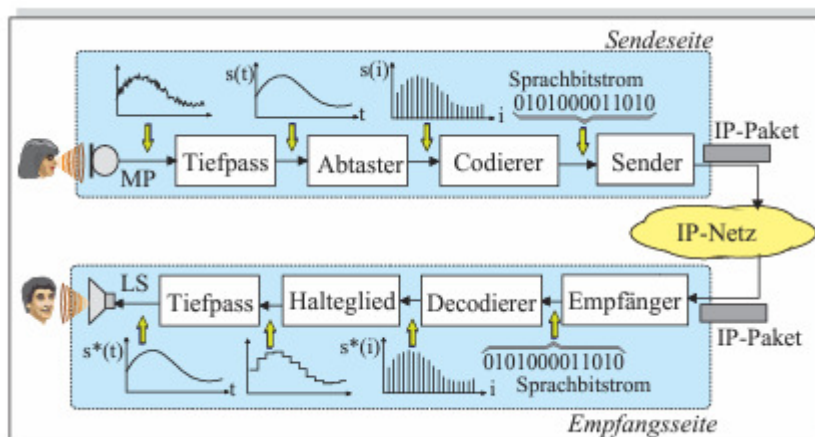 Sendeseite
s(t)
t
s(i)
i
Sprachbitstrom
0101000011010
IP-Paket
MP
Tiefpass
Abtaster
Codierer
Sender
IP-Netz
LS
Tiefpass
Halteglied
Decodierer
Empfänger
IP-Paket
s*(t)
t
s*(i)
i
0101000011010
Sprachbitstrom
Empfangsseite